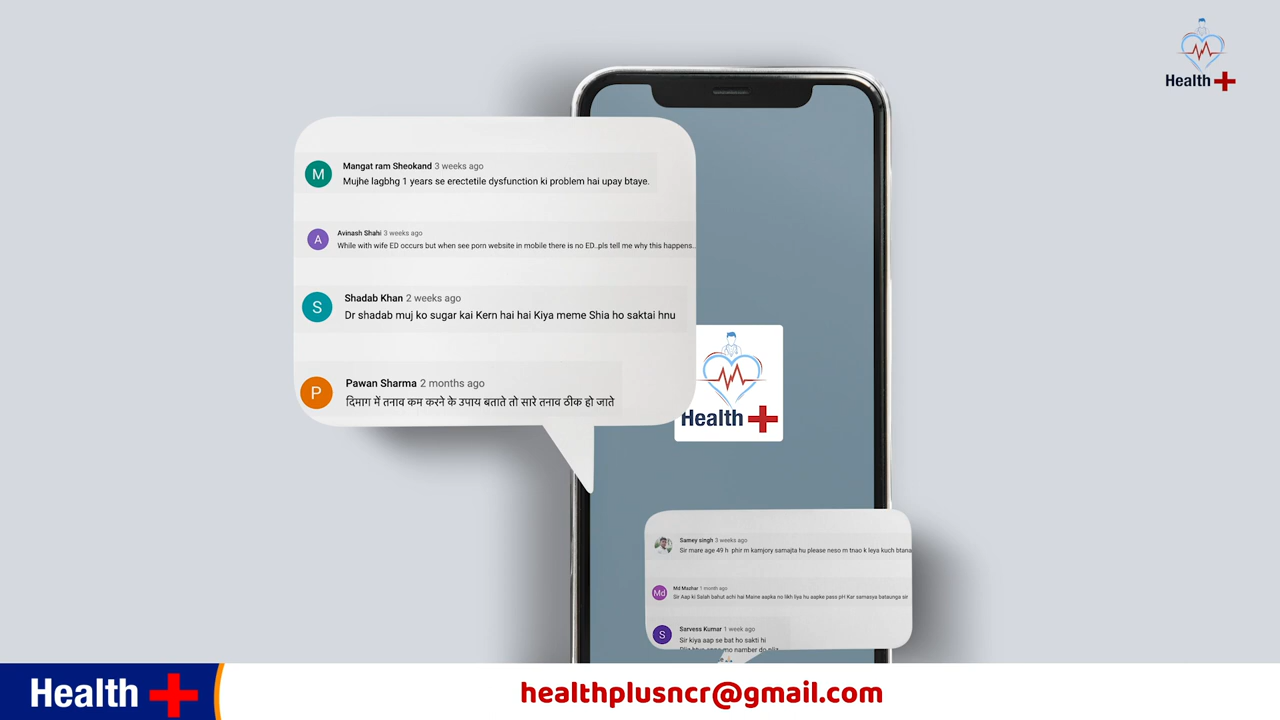 Health
Mangat ram Sheokand 3 weeks ago
Mujhe lagbhg 1 years se erectetile dysfunction ki problem hai upay btaye.
A Avinash Shahi 3 weeks ago
While with wife ED occurs but when see porn website in mobile there is no ED..pls tell me why this happens..
S Shadab Khan 2 weeks ago
Dr shadab muj ko sugar kai Kern hai hai Kiya meme Shia ho saktai hnu
P Pawan Sharma 2 months ago
दिमाग में तनाव कम करने के उपाय बताते तो सारे तनाव ठीक हो जाते
Health
Samey singh 3 weeks ago
Sir mare age 49 h phir m kamjory samajta hu please neso m tnao k leya kuch btana
Md Md Mazhar 1 month ago
Sir Aap ki Salah bahut achi hai Mame aapka no likh liya hu aapke pass pH Kar samasya bataunga sir
S Sarvess Kumar 1 week ago
Sir kiya aap se bat ho sakti hi
mo namber do
Health
healthplusncr@gmail.com